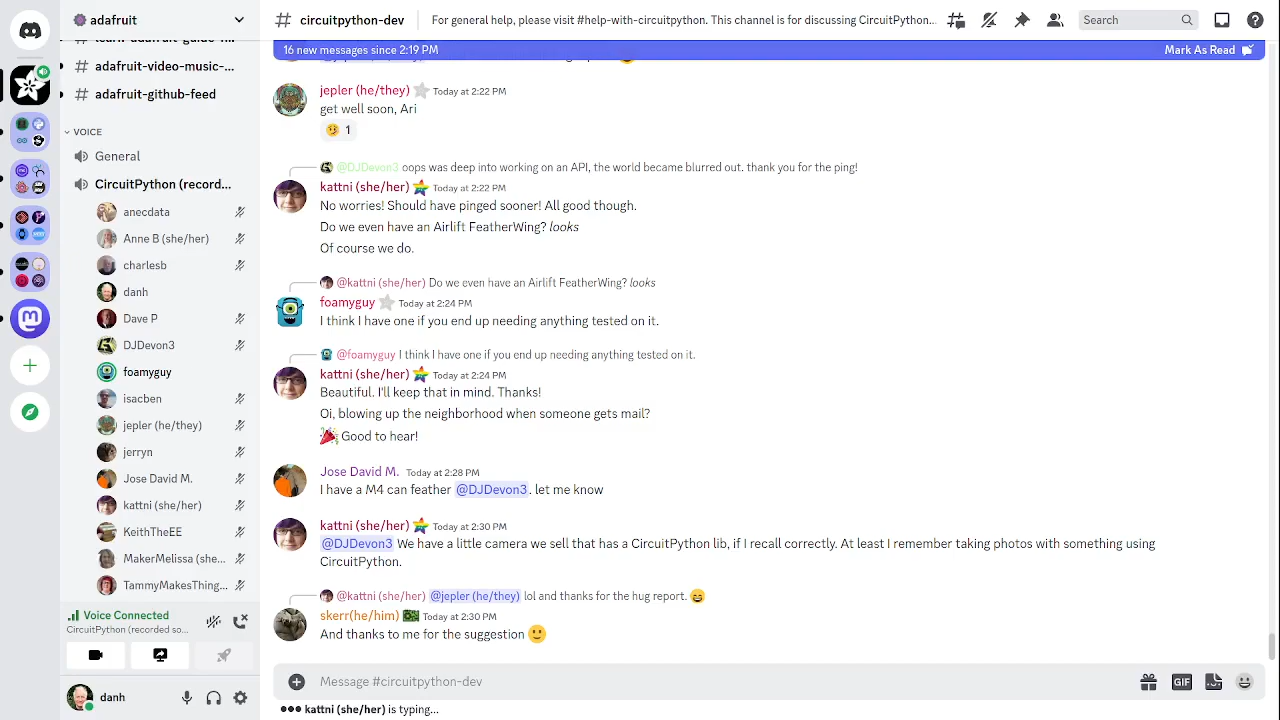 adafruit
circuitpython-dev
For general help, please visit #help-with-circuitpython. This channel is for discussing CircuitPython...
Search
16 new messages since 2:19 PM
Mark As Read
adafruit-video-music-...
adafruit-github-feed
VOICE
General
CircuitPython (record...
anecdata
Anne B (she/her)
charlesb
danh
Dave P
DJDevon3
foamyguy
isacben
jepler (he/they)
jerryn
Jose David M.
kattni (she/her)
KeithTheEE
MakerMelissa (she...
TammyMakesThing...
Voice Connected
CircuitPython (recorded so...
danh
jepler (he/they) Today at 2:22 PM
get well soon, Ari
1
@DJDevon3 oops was deep into working on an API, the world became blurred out. thank you for the ping!
kattni (she/her) Today at 2:22 PM
No worries! Should have pinged sooner! All good though.
Do we even have an Airlift FeatherWing? looks
Of course we do.
@kattni (she/her) Do we even have an Airlift FeatherWing? looks
foamyguy Today at 2:24 PM
I think I have one if you end up needing anything tested on it.
@foamyguy I think I have one if you end up needing anything tested on it.
kattni (she/her) Today at 2:24 PM
Beautiful. I'll keep that in mind. Thanks!
Oi, blowing up the neighborhood when someone gets mail?
🎉 Good to hear!
Jose David M. Today at 2:28 PM
I have a M4 can feather @DJDevon3. let me know
kattni (she/her) Today at 2:30 PM
@DJDevon3 We have a little camera we sell that has a CircuitPython lib, if I recall correctly. At least I remember taking photos with something using
CircuitPython.
@kattni (she/her) @jepler (he/they) lol and thanks for the hug report. 😄
skerr(he/him) Today at 2:30 PM
And thanks to me for the suggestion 🙂
Message #circuitpython-dev
GIF
kattni (she/her) is typing...